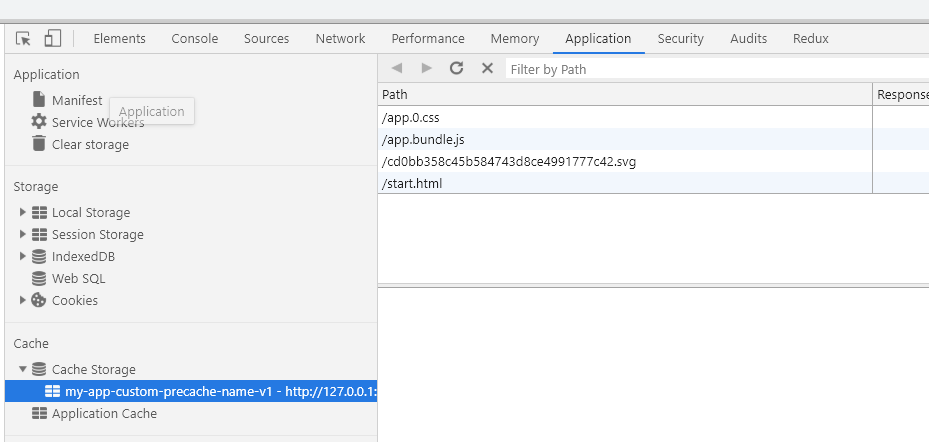 Elements Console Sources Network Performance Memory Application Security Audits Redux
Application
Manifest
Application
Service Workers
Clear storage
Storage
Local Storage
Session Storage
IndexedDB
Web SQL
Cookies
Cache
Cache Storage
my-app-custom-precache-name-v1 - http://127.0.0.1:
Application Cache
Filter by Path
Path Response
/app.0.css
/app.bundle.js
/cd0bb358c45b584743d8ce4991777c42.svg
/start.html